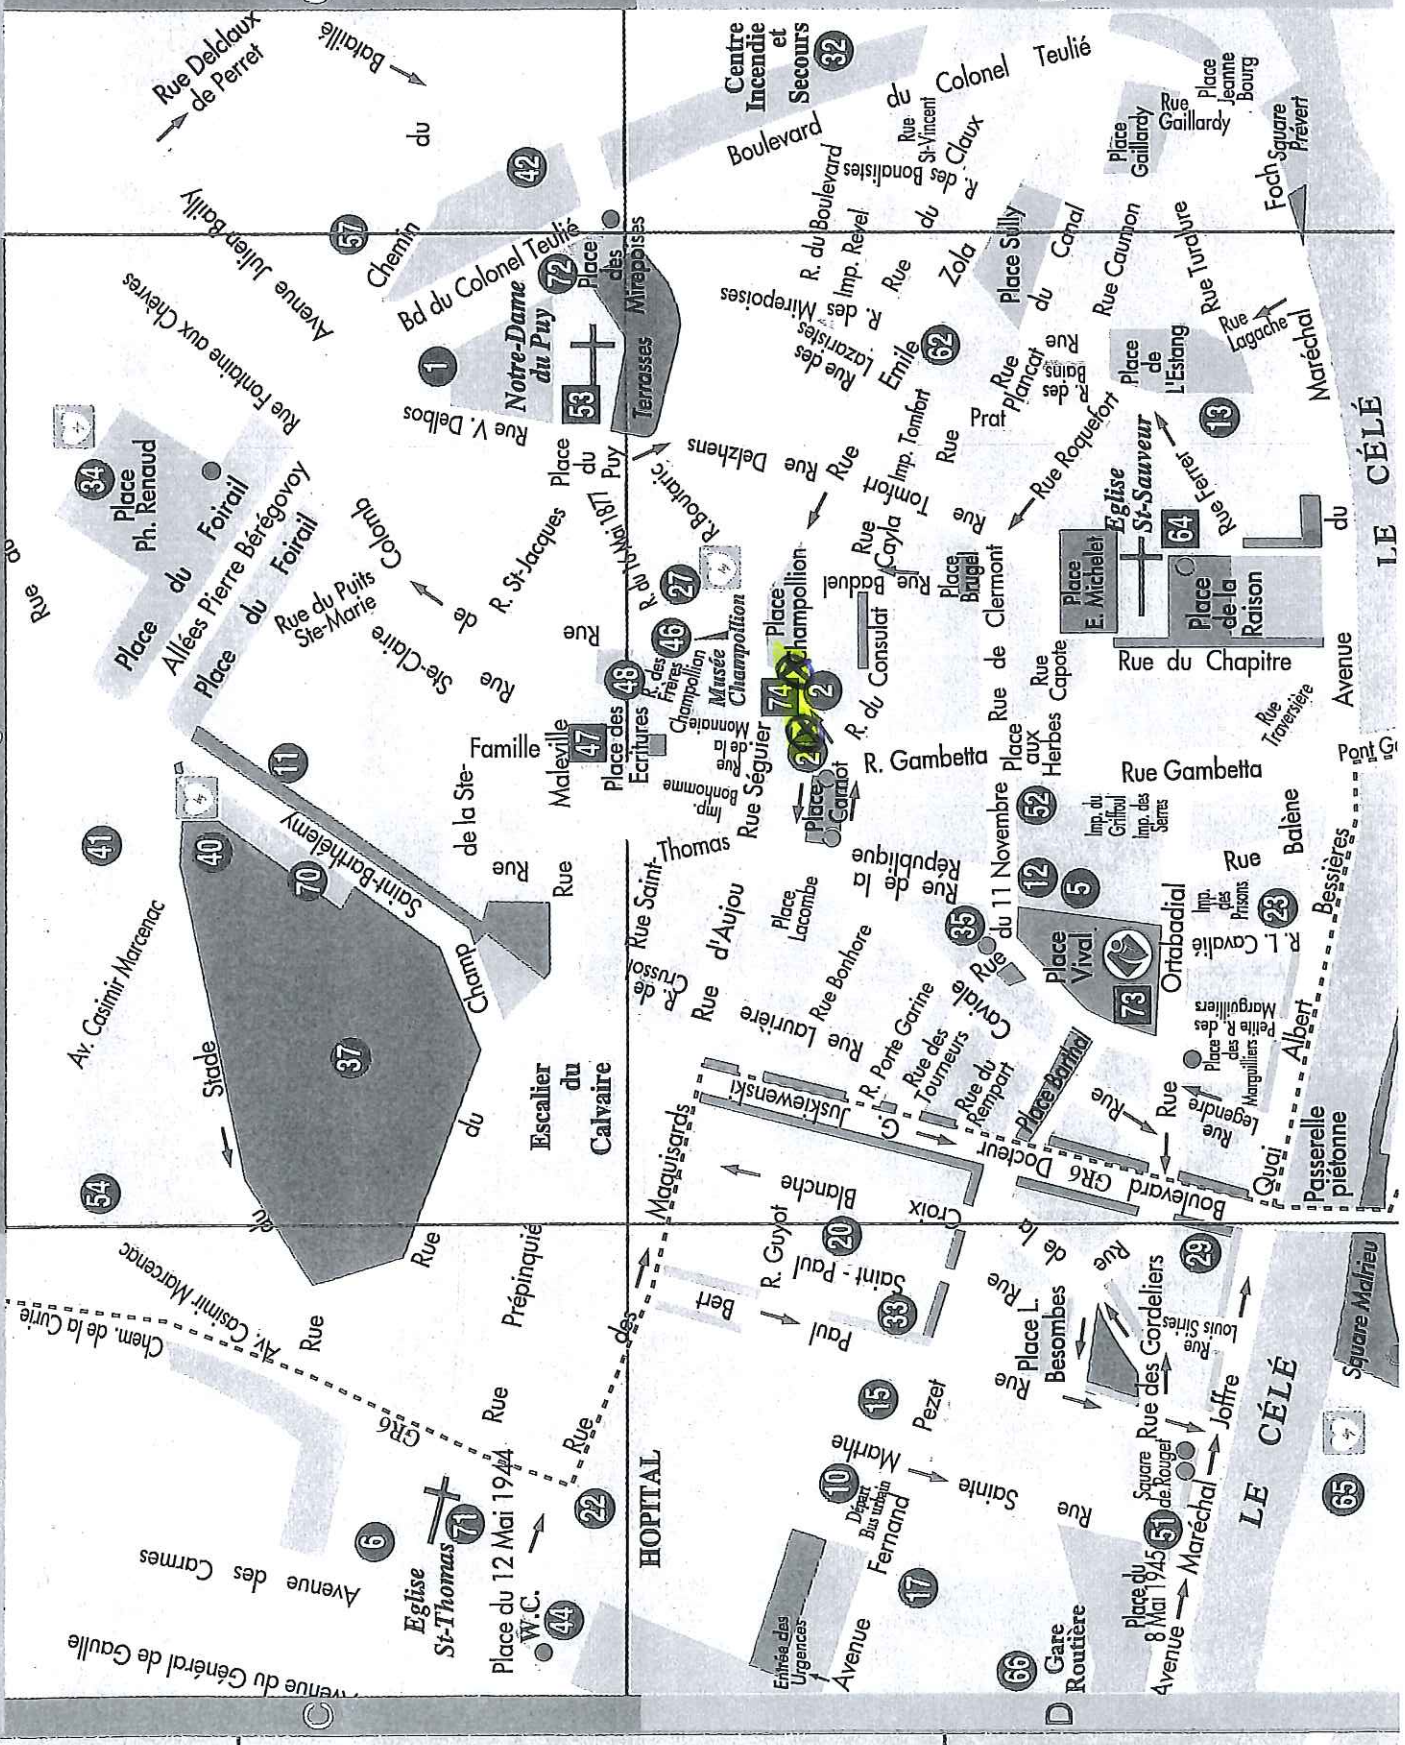 Rue Delclaux
de Perret
Bataillé
du
Chemin
42
57
Avenue Julien Bailly
Rue Fontaine aux Chèvres
Bd du Colonel Teulié
72
Place
des
Mirepoises
Notre-Dame
du Puy
53
Terrasses
1
Rue V. Delbos
Place
du
Puy
34
Place
Ph. Renaud
Place
du
Foirail
Allées Pierre Bérégovoy
Place
du
Foirail
Rue du Puits
Ste-Marie
Colomb
de
Rue
R. St-Jacques
R. du 16 Mai 1877
R. Boutaric
27
46
48
R. des
Frères
Champollion
Musée
Champollion
Ste-Claire
Rue
47
Place des
Ecritures
Famille
de la Ste-
Rue
Maleville
Rue
11
41
40
70
Saint-Barthélemy
Champ
du
Rue
37
Av. Casimir Marcenac
Stade
du
Rue
54
Escalier
du
Calvaire
Av. Casimir Marcenac
Chem. de la Curie
GR6
Prépinquié
Rue
Rue
des
Maquisards
Avenue des Carmes
6
Eglise
St-Thomas
71
Place du 12 Mai 1944
W.C.
44
22
Avenue du Général de Gaulle
C
Centre
Incendie
et
Secours
32
Boulevard
du Colonel Teulié
Rue
St-Vincent
R. des Bonalistes
R. du Boulevard
Imp. Revel
R. des Mirepoises
Rue
du
Claux
Rue des
Lazaristes
Emile
Zola
62
Place Sully
Rue
du
Canal
Place
Gaillardy
Rue
Gaillardy
Place
Jeanne
Bourg
Square
Prévert
Foch
Maréchal
du
Avenue
Rue Caumon
Rue Turdure
Rue
Lagache
Place
de
L'Estang
13
Rue
Plancat
R. des
Bains
Prat
Rue
Imp. Tomfort
Tomfort
Rue
Rue Roquefort
Rue Delzhens
Rue
Rue
Cayla
Rue Baduel
Place
Brugel
Place
Champollion
74
2
R. du Consulat
Rue de Clermont
Place
E. Michelet
Eglise
St-Sauveur
64
Rue Ferrer
Place
de la
Raison
Rue du Chapitre
Rue
Capote
Place
aux
Herbes
Rue
Traversière
R. Gambetta
Rue Gambetta
Rue
de la
Monnaie
Imp.
Bonhomme
Rue Séguier
Place
Carnot
Rue Saint-
Thomas
Rue
d'Aujou
R. de
Crussol
Place
Lacombe
Rue de la
République
Rue
du 11 Novembre
52
12
5
35
Imp. du
Griffoul
Imp. des
Serres
Rue
Balène
Imp.
des
Prisons
23
R. I. Cavalié
Place
Vival
73
Ortabadial
Rue
Petite R. des
Marguilliers
Place
des
Marguilliers
Rue
Legendre
Quai
Albert
Bessières
Rue Laurière
Rue Bonhore
R. Porte Garine
Rue des
Tourneurs
Rue du
Rempart
Caviale
Rue
Place Barthal
Boulevard
Docteur
G.
Juskiewenski
GR6
Passerelle
piétonne
LE CÉLÉ
Blanche
Croix
de la
Rue
R. Guyot
20
Saint - Paul
33
Paul
Bert
Rue
Place L.
Besombes
Rue des Cordeliers
29
Rue
Louis Siries
Square
de Rouget
Joffre
Maréchal
Avenue
LE CÉLÉ
Square Malrieu
65
HOPITAL
15
Pezet
10
Départ
Bus urbain
Fernand
Avenue
17
Marthe
Sainte
Rue
Entrée des
Urgences
66
Gare
Routière
Place du
8 Mai 1945
51
D